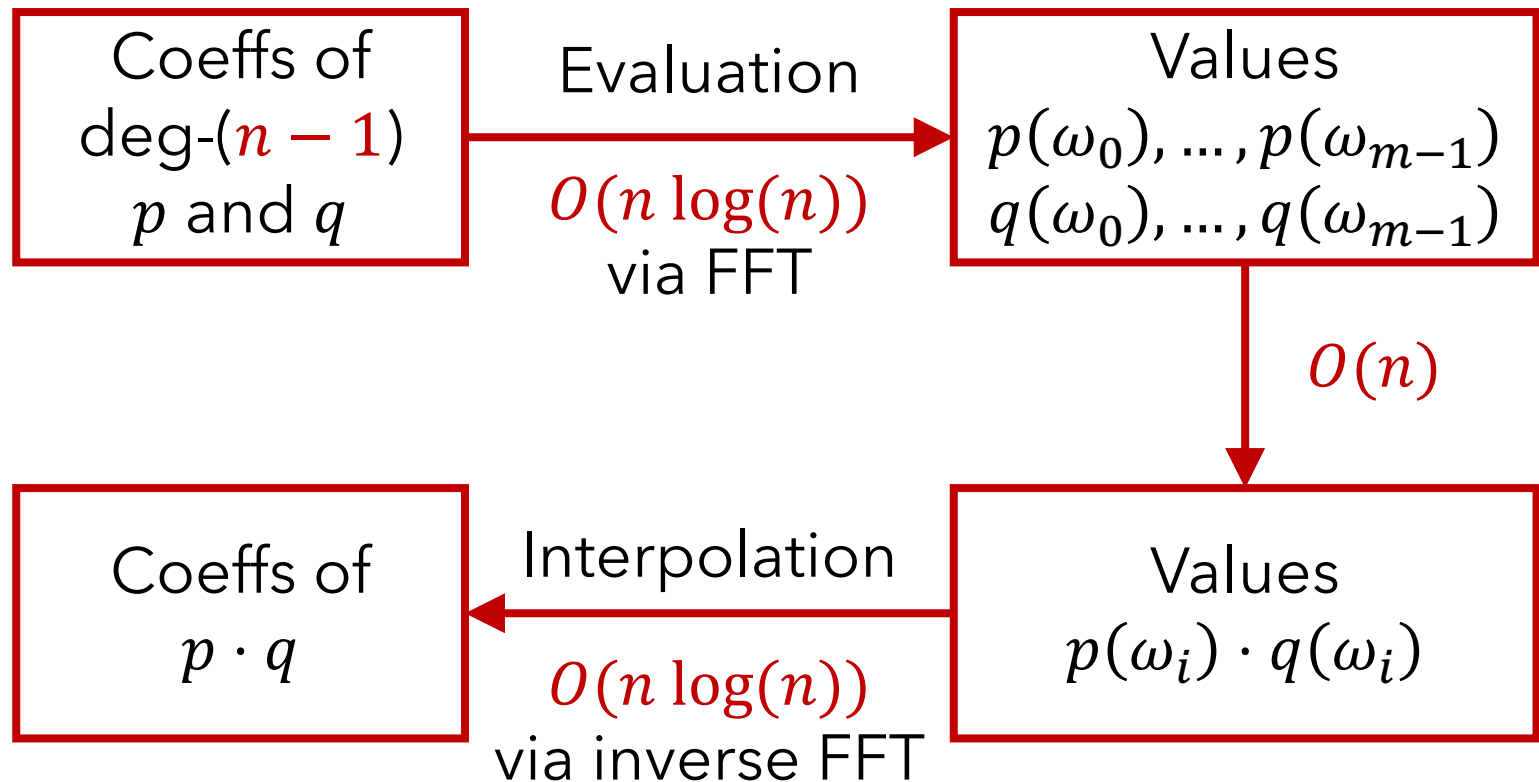 Coeffs of
deg-(n − 1)
p and q
Evaluation
O(n log(n))
via FFT
Values
p(ω₀), … , p(ωₘ₋₁)
q(ω₀), … , q(ωₘ₋₁)
O(n)
Values
p(ωᵢ) · q(ωᵢ)
Interpolation
O(n log(n))
via inverse FFT
Coeffs of
p · q